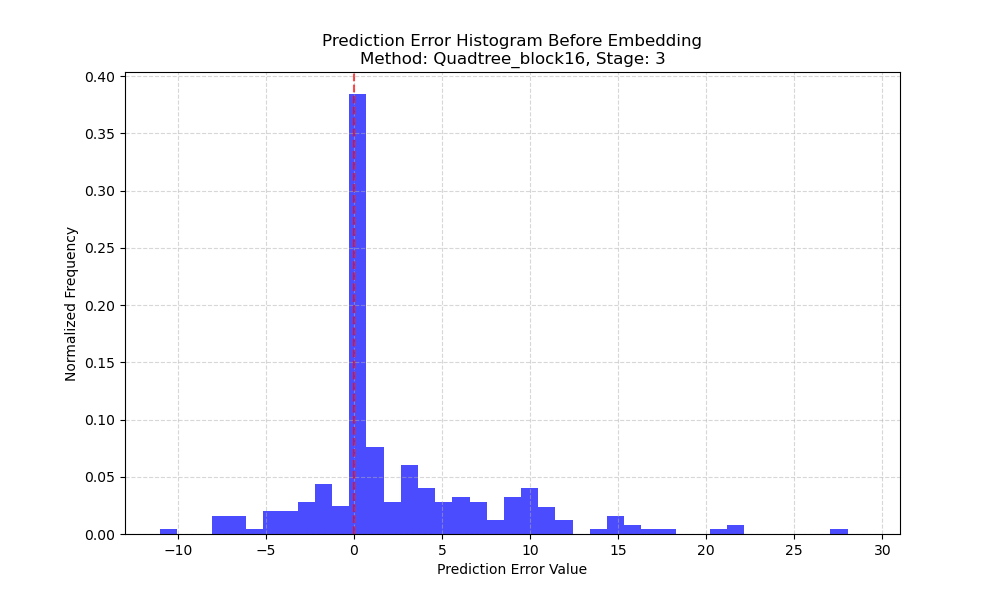 Prediction Error Histogram Before Embedding
Method: Quadtree_block16, Stage: 3
Normalized Frequency
0.40
0.35
0.30
0.25
0.20
0.15
0.10
0.05
0.00
−10 −5 0 5 10 15 20 25 30
Prediction Error Value